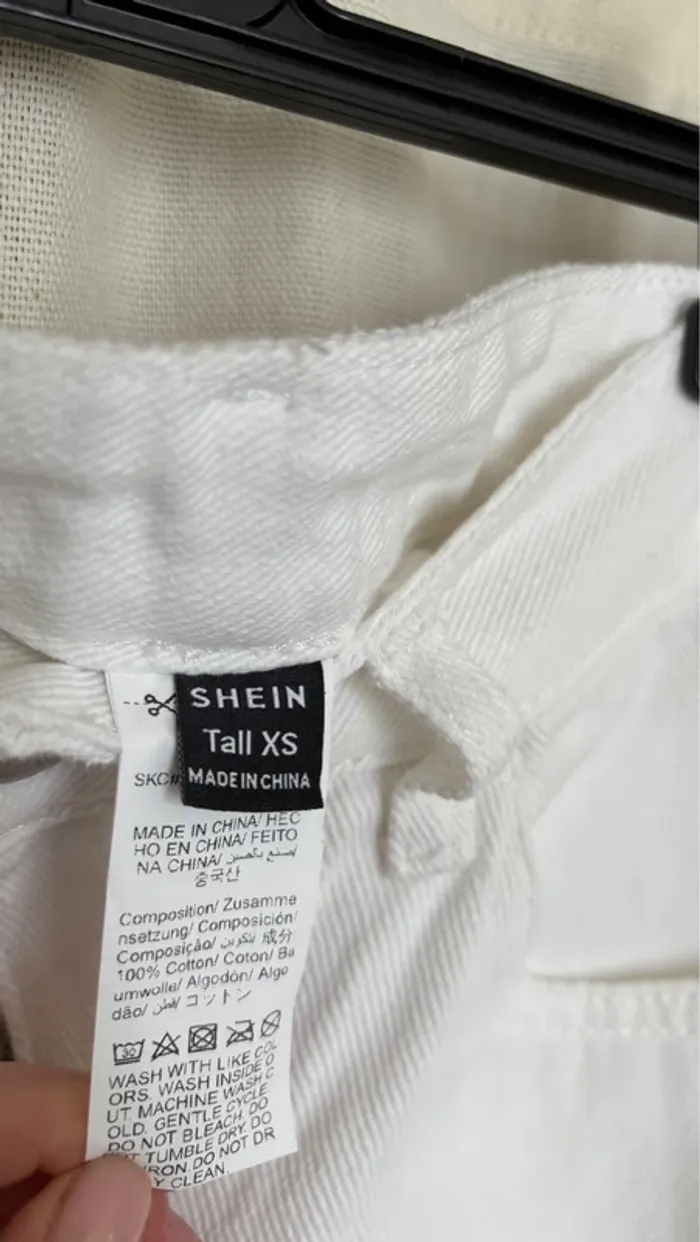 SHEIN
Tall XS
MADE IN CHINA
SKC
MADE IN CHINA/ HEC
HO EN CHINA/ FEITO
NA CHINA/ صنع بالصين/
중국산
Composition/ Zusamme
nsetzung/ Composición/
Composição/ تكوين/ 成分
100% Cotton/ Coton/ Ba
umwolle/ Algodón/ Algo
dão/ قطن/ コットン
30
WASH WITH LIKE COL
ORS. WASH INSIDE O
UT. MACHINE WASH C
OLD. GENTLE CYCLE
DO NOT BLEACH. DO
TUMBLE DRY. DO
IRON. DO NOT DR
Y CLEAN.